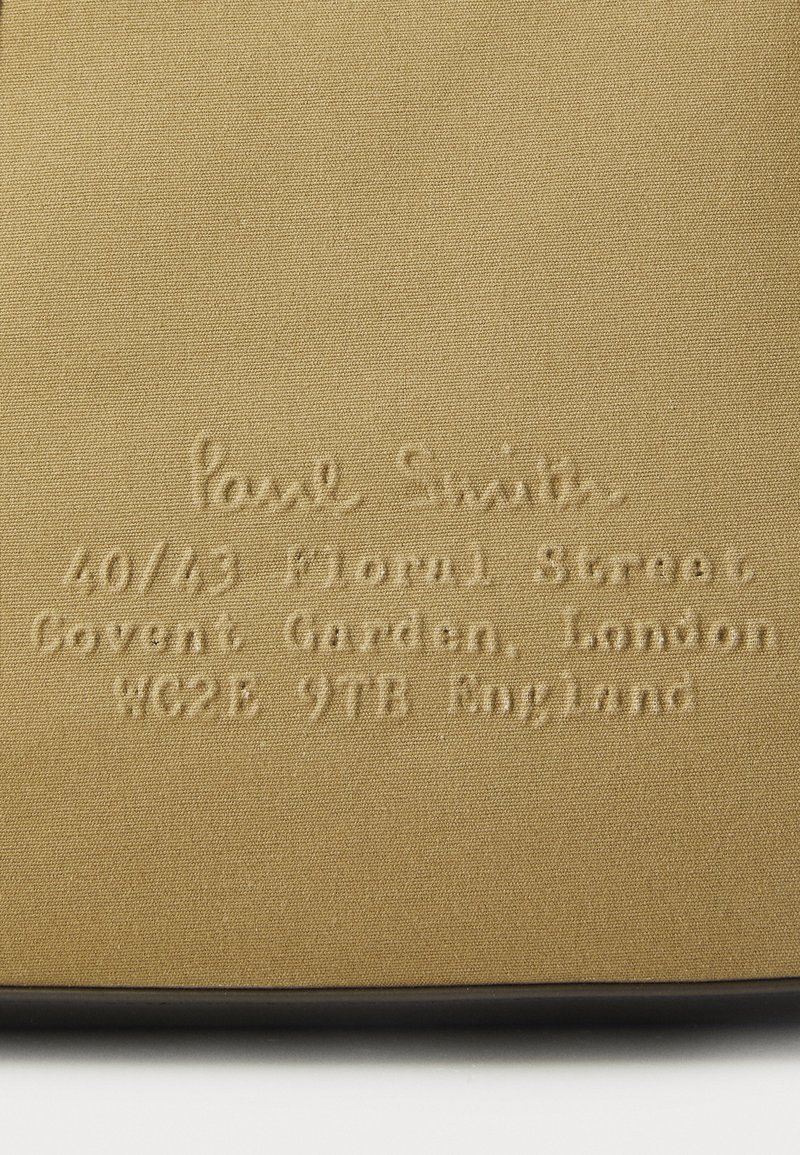 Paul Smith
40/43 Floral Street
Covent Garden, London
WC2E 9TB England